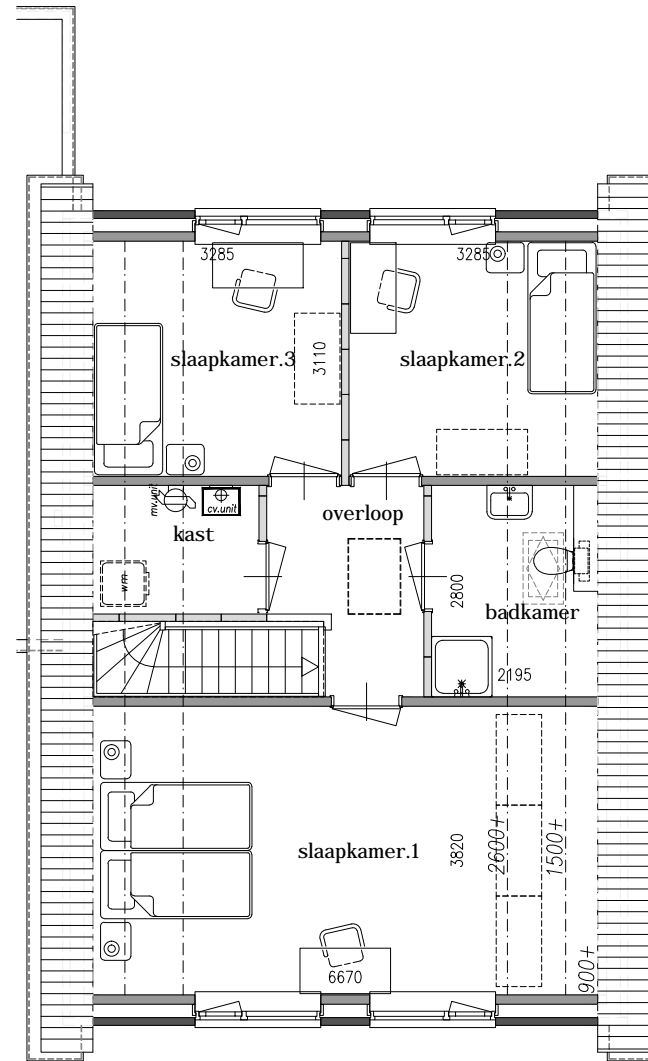 3285
3285
slaapkamer.3
3110
slaapkamer.2
mv.unit
cv.unit
kast
overloop
wm
2800
badkamer
2195
slaapkamer.1
3820
2600+
1500+
6670
900+